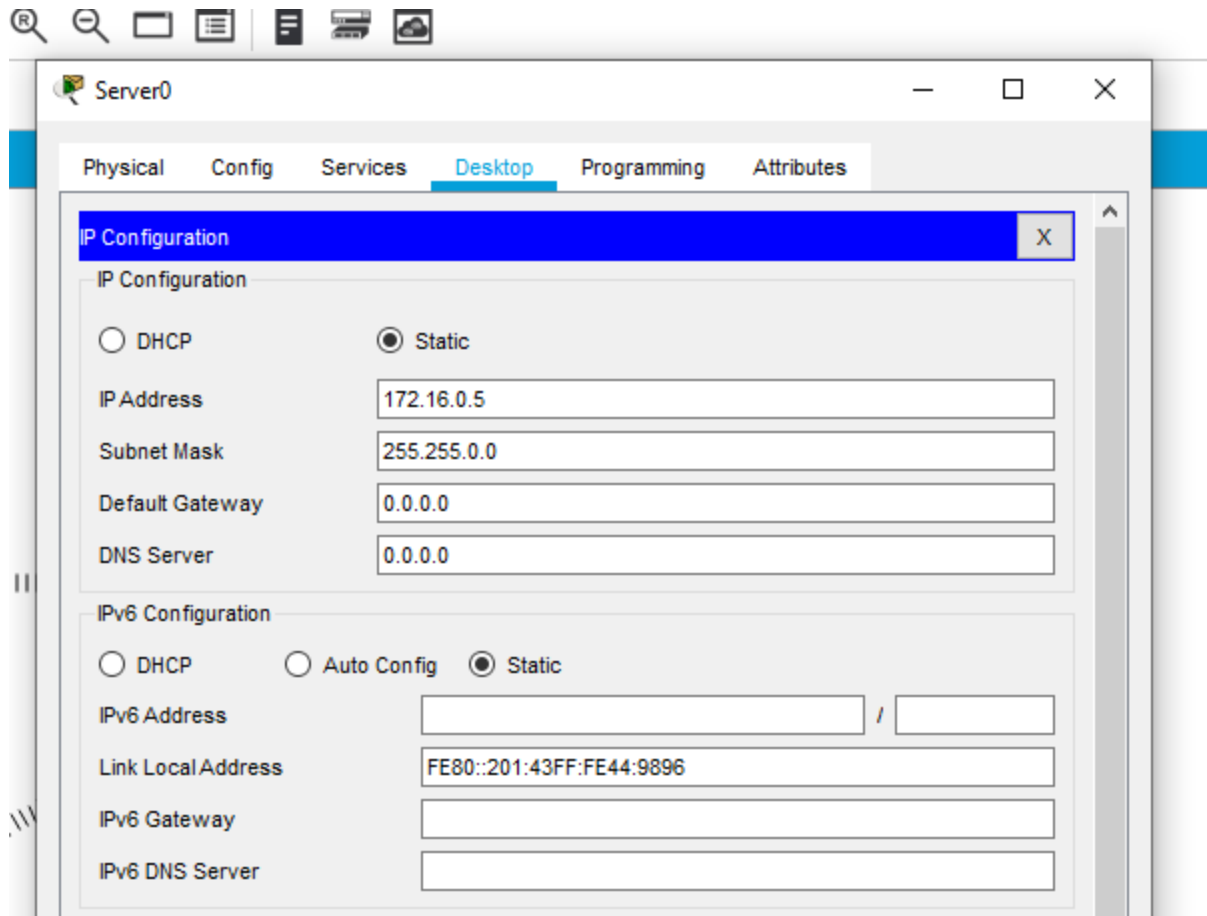 Server0
Physical Config Services Desktop Programming Attributes
IP Configuration X
IP Configuration
DHCP Static
IP Address 172.16.0.5
Subnet Mask 255.255.0.0
Default Gateway 0.0.0.0
DNS Server 0.0.0.0
IPv6 Configuration
DHCP Auto Config Static
IPv6 Address /
Link Local Address FE80::201:43FF:FE44:9896
IPv6 Gateway
IPv6 DNS Server